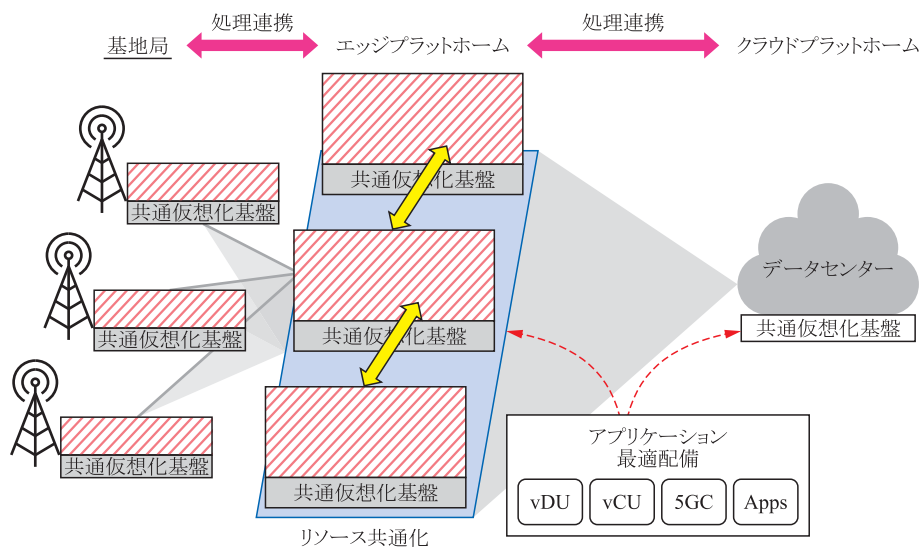 処理連携
処理連携
基地局
エッジプラットホーム
クラウドプラットホーム
共通仮想化基盤
共通仮想化基盤
データセンター
共通仮想化基盤
共通仮想化基盤
共通仮想化基盤
共通仮想化基盤
共通仮想化基盤
共通仮想化基盤
アプリケーション
最適配備
vDU
vCU
5GC
Apps
リソース共通化